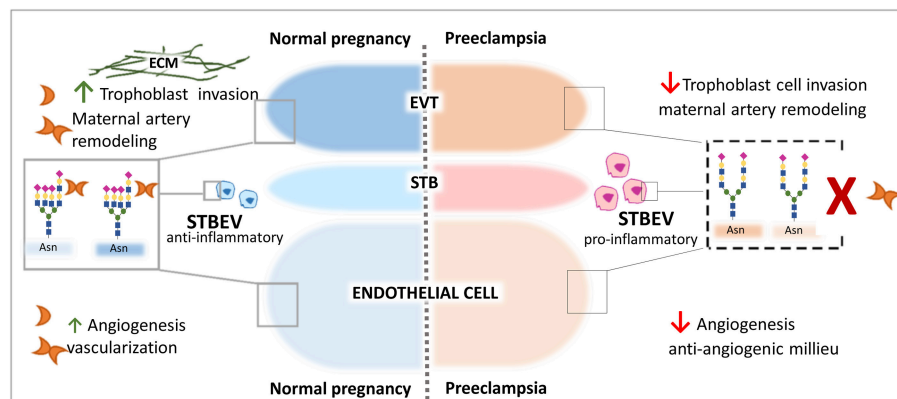 Normal pregnancy
Preeclampsia
ECM
↑ Trophoblast invasion
Maternal artery
remodeling
EVT
↓ Trophoblast cell invasion
maternal artery remodeling
STB
STBEV
anti-inflammatory
STBEV
pro-inflammatory
X
Asn
Asn
Asn
Asn
ENDOTHELIAL CELL
↑ Angiogenesis
vascularization
↓ Angiogenesis
anti-angiogenic millieu
Normal pregnancy
Preeclampsia